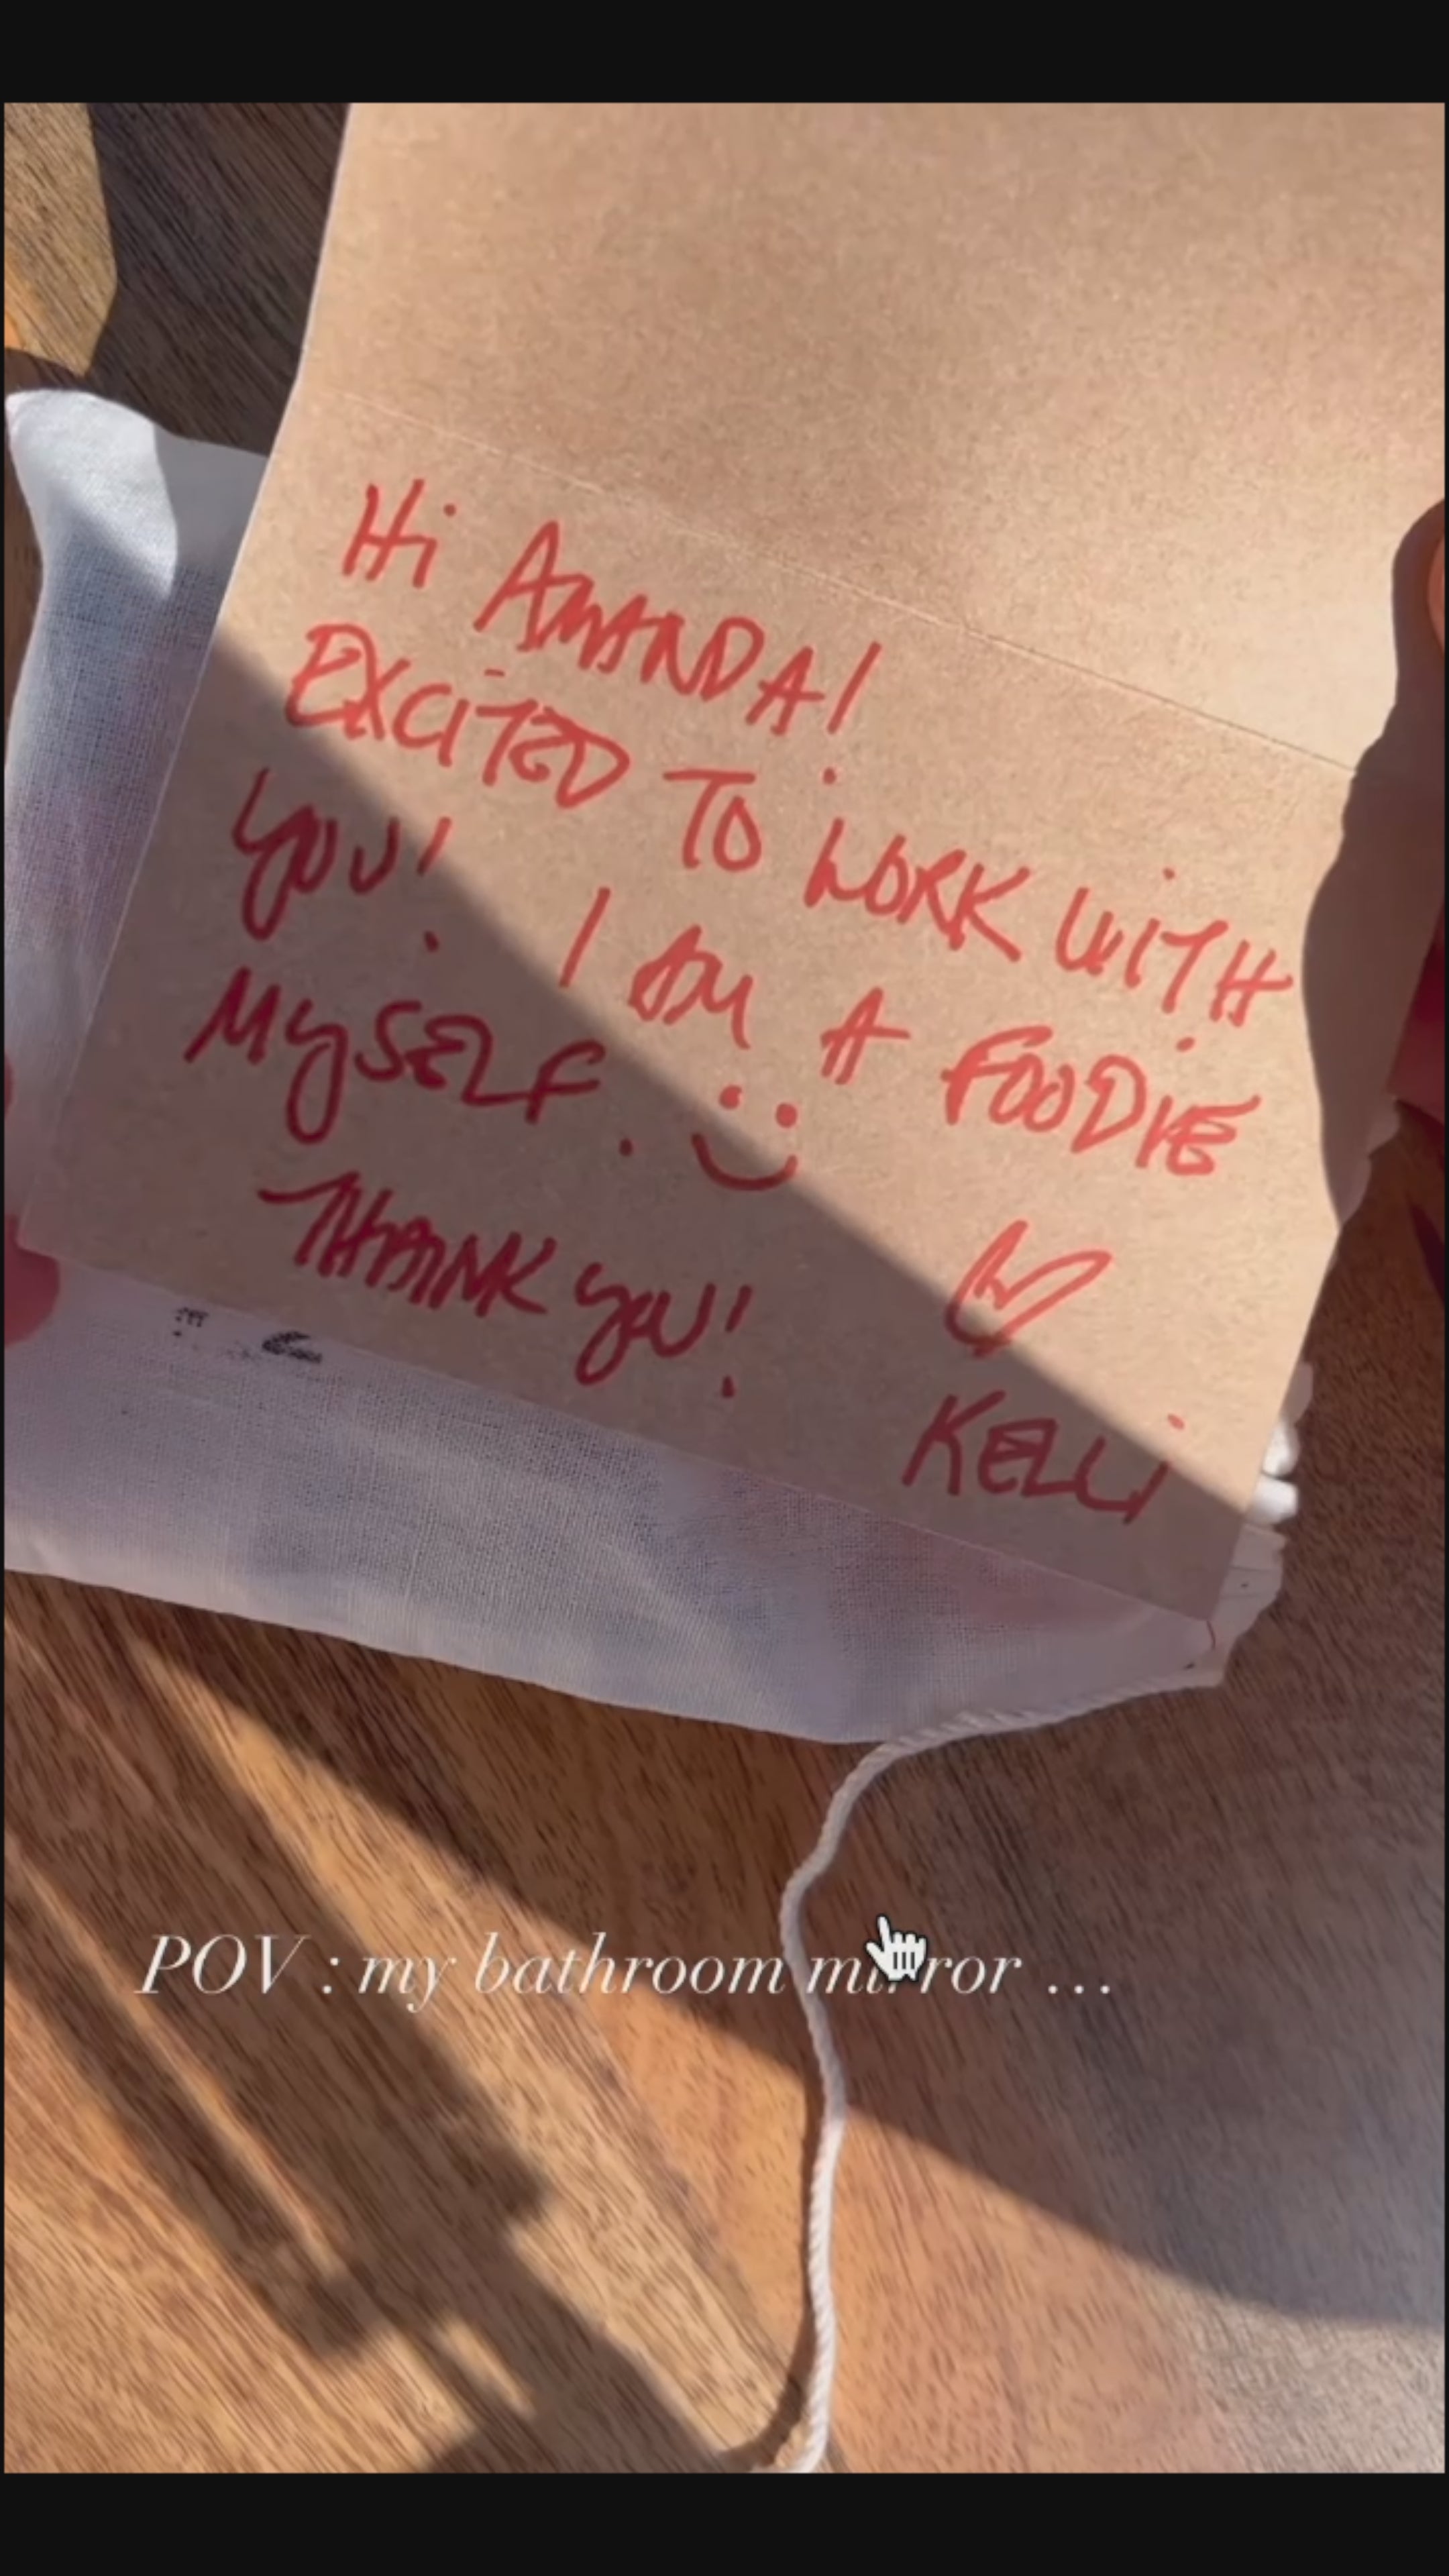 Hi AMANDA!
EXCiTED TO WORK WiTH
YOU! I AM A FOODiE
MYSELF. :)
THANK YOU! ♡
KELLi
POV : my bathroom mirror ...